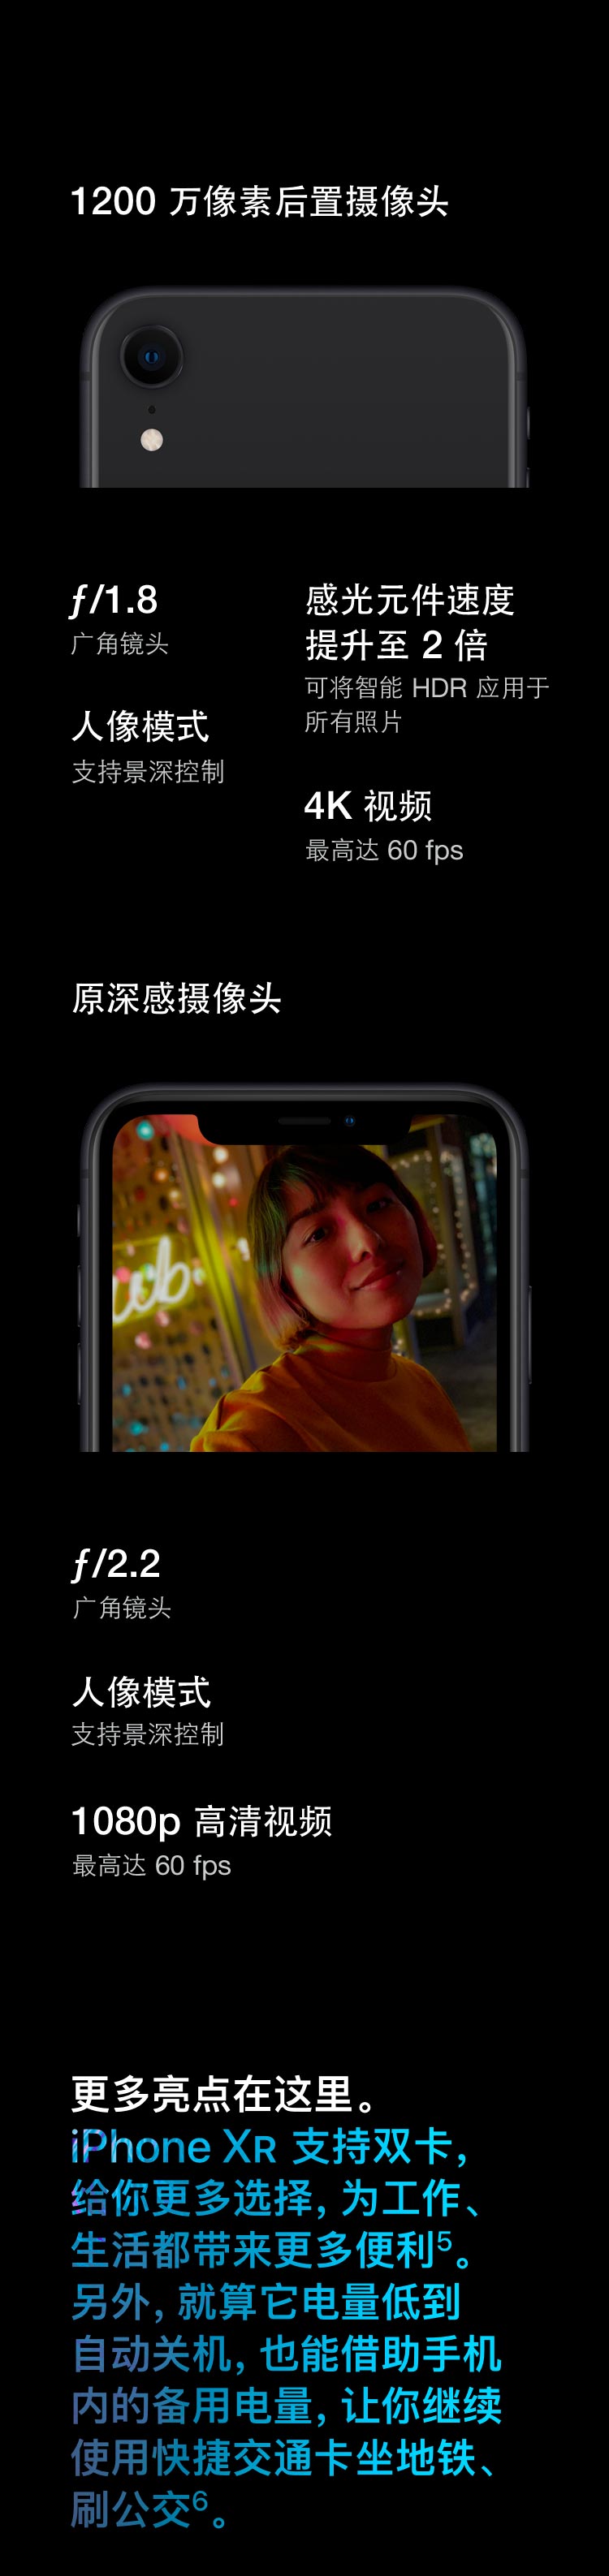 1200 万像素后置摄像头
ƒ/1.8
广角镜头
人像模式
支持景深控制
感光元件速度
提升至 2 倍
可将智能 HDR 应用于
所有照片
4K 视频
最高达 60 fps
原深感摄像头
ub
ƒ/2.2
广角镜头
人像模式
支持景深控制
1080p 高清视频
最高达 60 fps
更多亮点在这里。
iPhone XR 支持双卡，
给你更多选择，为工作、
生活都带来更多便利5。
另外，就算它电量低到
自动关机，也能借助手机
内的备用电量，让你继续
使用快捷交通卡坐地铁、
刷公交6。